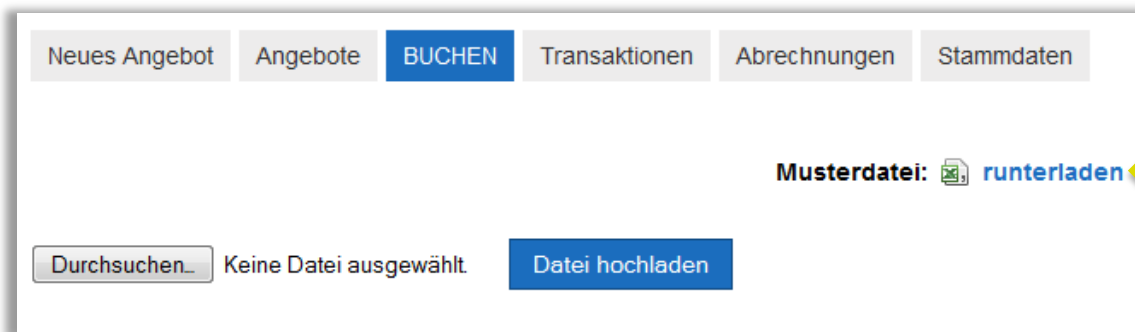 Neues Angebot Angebote BUCHEN Transaktionen Abrechnungen Stammdaten
Musterdatei: runterladen
Durchsuchen… Keine Datei ausgewählt. Datei hochladen